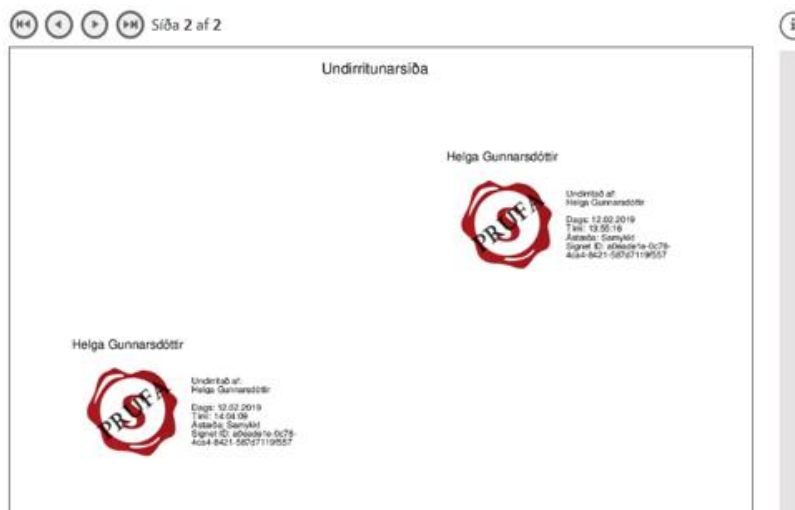 Síða 2 af 2
Undirritunarsíða
Helga Gunnarsdóttir
PRUFA
S
Undirritað af:
Helga Gunnarsdóttir
Dags: 12.02.2019
Tími: 13:55:16
Ástæða: Samykkt
Signet ID: a0eade1e-0c78-
4ca4-8421-587d7119f557
Helga Gunnarsdóttir
PRUFA
S
Undirritað af:
Helga Gunnarsdóttir
Dags: 12.02.2019
Tími: 14:04:09
Ástæða: Samykkt
Signet ID: a0eade1e-0c78-
4ca4-8421-587d7119f557